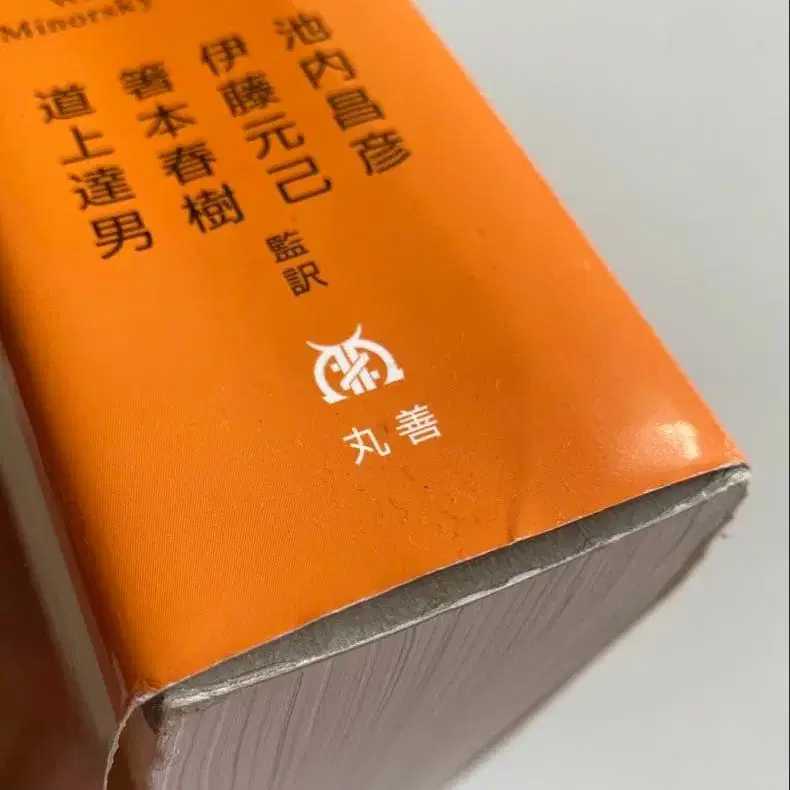 Minorsky
池内昌彦
伊藤元己
箸本春樹
道上達男
監訳
丸善